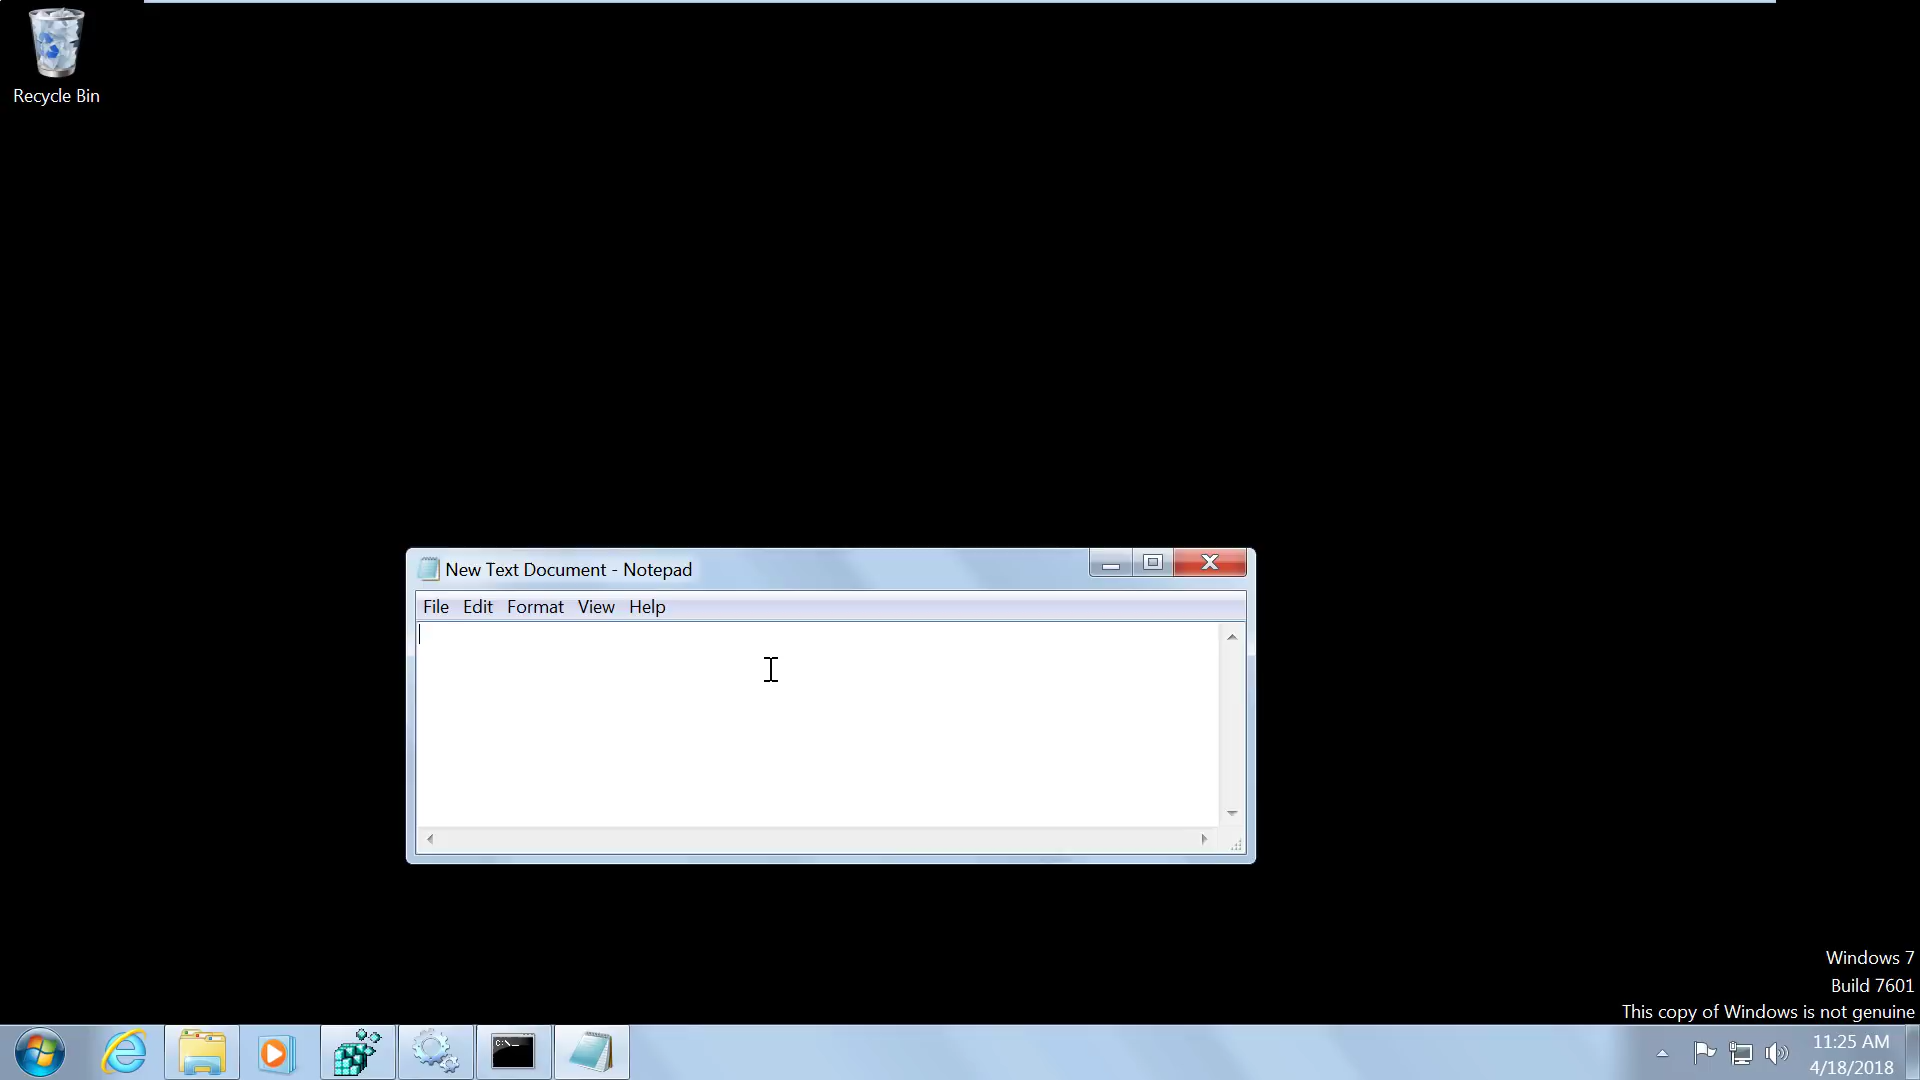 Recycle Bin
New Text Document - Notepad
File Edit Format View Help
Windows 7
Build 7601
This copy of Windows is not genuine
C:\_
11:25 AM
4/18/2018